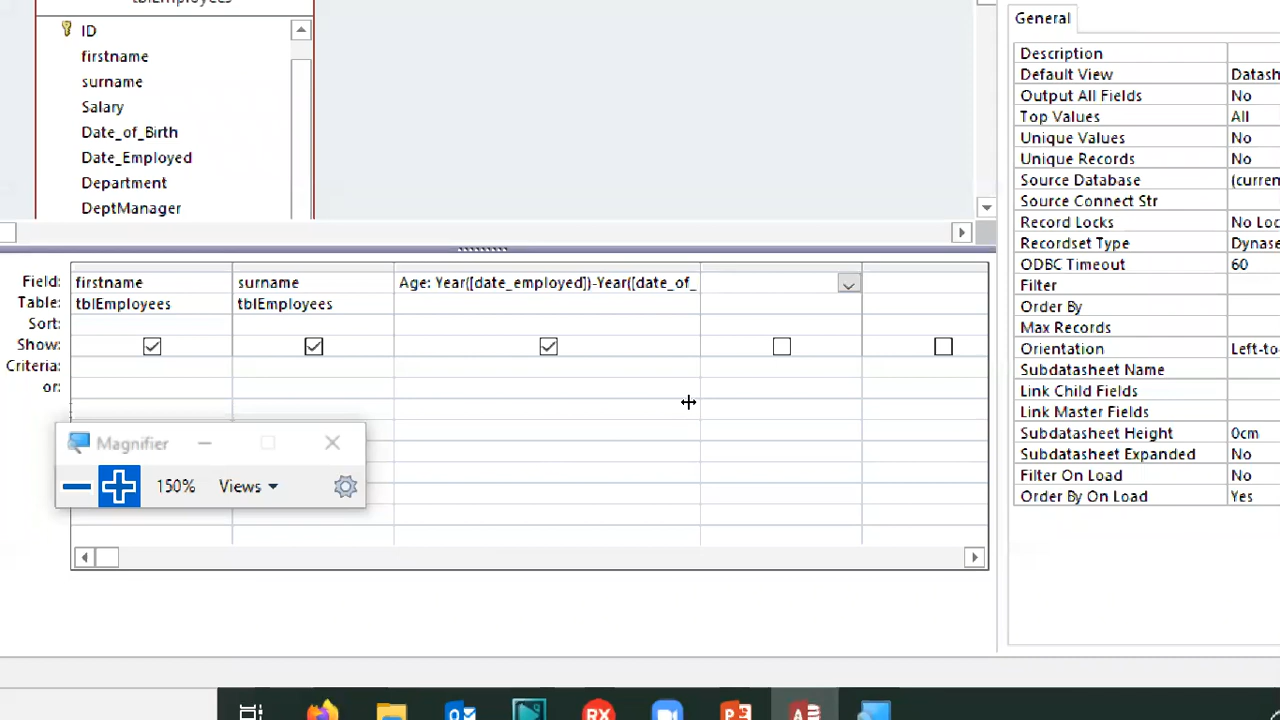 tblEmployees
ID
firstname
surname
Salary
Date_of_Birth
Date_Employed
Department
DeptManager
General
Description
Default View Datash
Output All Fields No
Top Values All
Unique Values No
Unique Records No
Source Database (curren
Source Connect Str
Record Locks No Loc
Recordset Type Dynase
ODBC Timeout 60
Filter
Order By
Max Records
Orientation Left-to-
Subdatasheet Name
Link Child Fields
Link Master Fields
Subdatasheet Height 0cm
Subdatasheet Expanded No
Filter On Load No
Order By On Load Yes
Field: firstname surname Age: Year([date_employed])-Year([date_of_
Table: tblEmployees tblEmployees
Sort:
Show:
Criteria:
or:
Magnifier
150% Views
RX